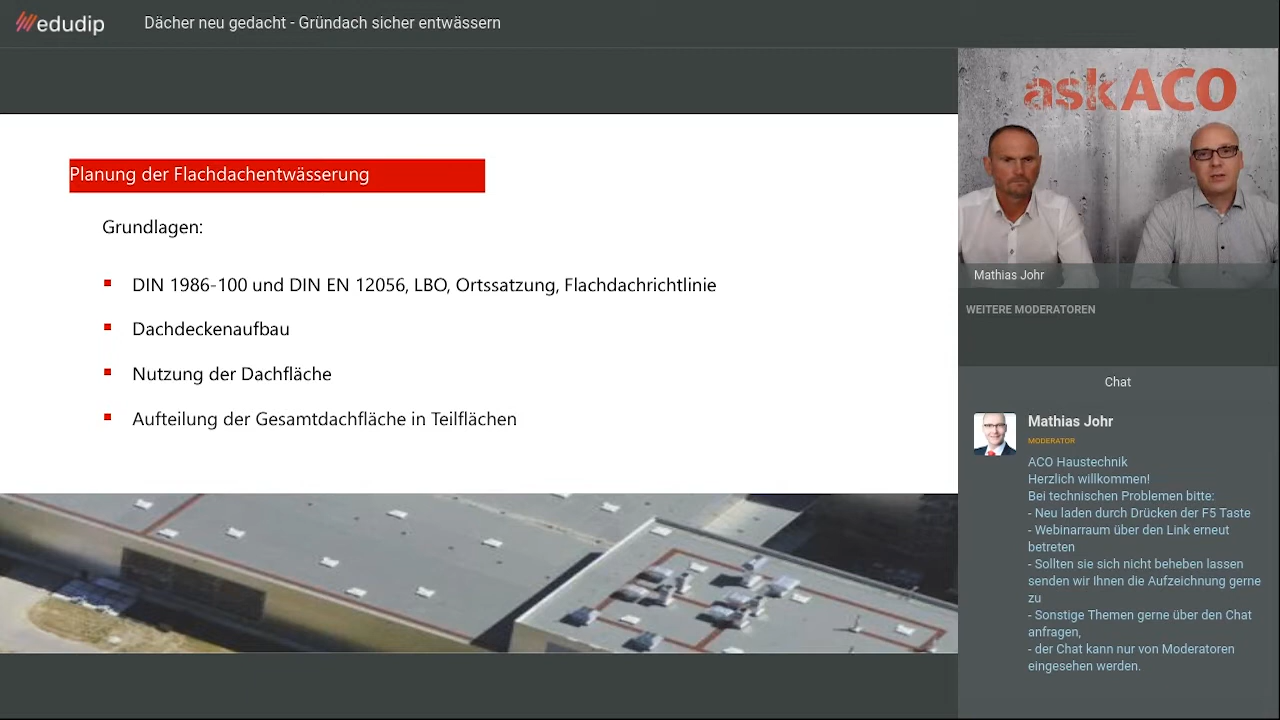 edudip
Dächer neu gedacht - Gründach sicher entwässern
Planung der Flachdachentwässerung
Grundlagen:
DIN 1986-100 und DIN EN 12056, LBO, Ortssatzung, Flachdachrichtlinie
Dachdeckenaufbau
Nutzung der Dachfläche
Aufteilung der Gesamtdachfläche in Teilflächen
askACO
Mathias Johr
WEITERE MODERATOREN
Chat
Mathias Johr
MODERATOR
ACO Haustechnik
Herzlich willkommen!
Bei technischen Problemen bitte:
- Neu laden durch Drücken der F5 Taste
- Webinarraum über den Link erneut
betreten
- Sollten sie sich nicht beheben lassen
senden wir Ihnen die Aufzeichnung gerne
zu
- Sonstige Themen gerne über den Chat
anfragen,
- der Chat kann nur von Moderatoren
eingesehen werden.